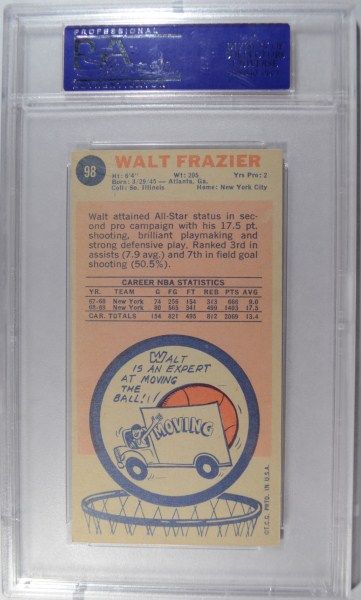 PROFESSIONAL
98
WALT FRAZIER
Ht: 6'4" Wt: 205 Yrs Pro: 2
Born: 3/29/45 — Atlanta, Ga.
Coll: So. Illinois Home: New York City
Walt attained All-Star status in sec-
ond pro campaign with his 17.5 pt.
shooting, brilliant playmaking and
strong defensive play. Ranked 3rd in
assists (7.9 avg.) and 7th in field goal
shooting (50.5%).
CAREER NBA STATISTICS
YR. TEAM G FG FT REB PTS AVG
67-68 New York 74 256 154 313 666 9.0
68-69 New York 80 565 341 499 1403 17.5
CAR. TOTALS 154 821 495 812 2069 13.4
WALT
IS AN EXPERT
AT MOVING
THE
BALL!!
MOVING
©T.C.G. PRTD. IN U.S.A.